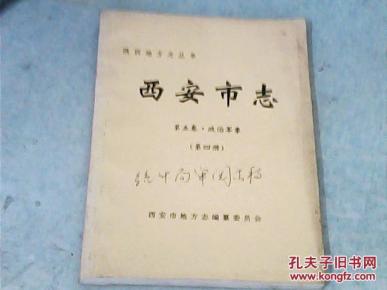 陕西地方志丛书
西安市志
第五卷·政治军事
（第四册）
西安市地方志编纂委员会
孔夫子旧书网
www.kongfz.com